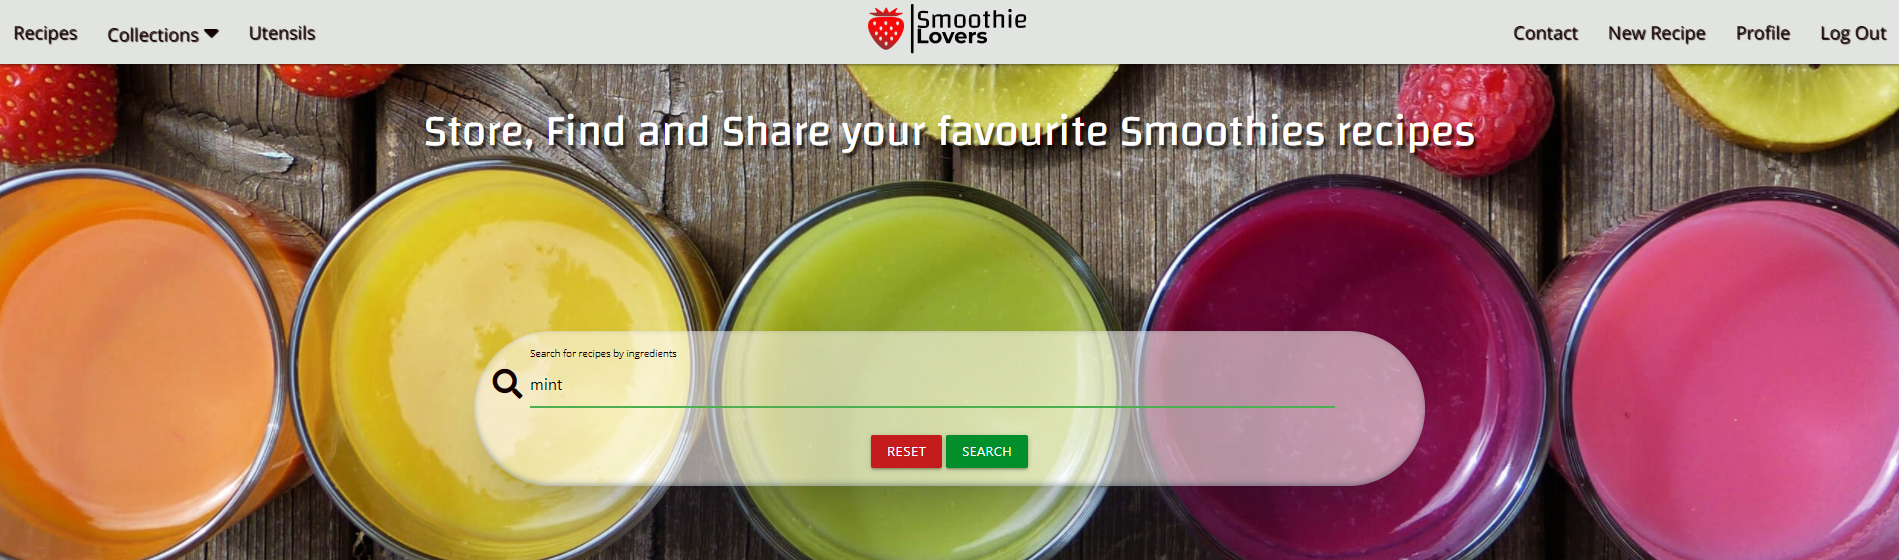 Recipes
Collections
Utensils
Smoothie
Lovers
Contact
New Recipe
Profile
Log Out
Store, Find and Share your favourite Smoothies recipes
Search for recipes by ingredients
mint
RESET
SEARCH